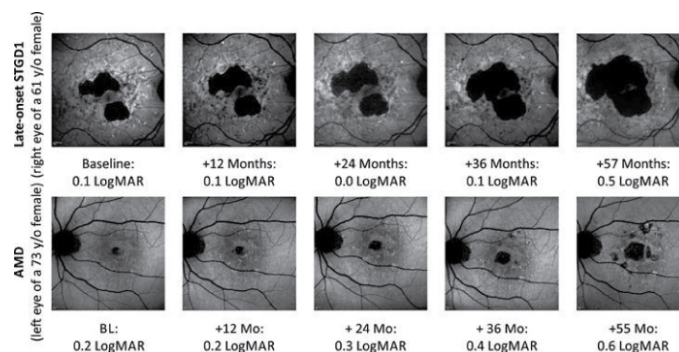 Late-onset STGD1
(right eye of a 61 y/o female)
Baseline:
0.1 LogMAR
+12 Months:
0.1 LogMAR
+24 Months:
0.0 LogMAR
+36 Months:
0.1 LogMAR
+57 Months:
0.5 LogMAR
AMD
(left eye of a 73 y/o female)
BL:
0.2 LogMAR
+12 Mo:
0.2 LogMAR
+ 24 Mo:
0.3 LogMAR
+ 36 Mo:
0.4 LogMAR
+55 Mo:
0.6 LogMAR